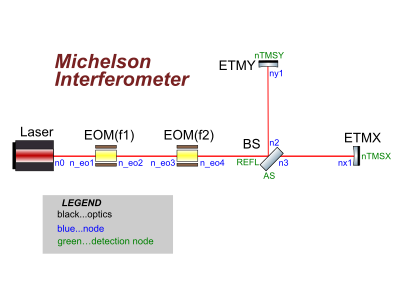 Michelson
Interferometer
nTMSY
ETMY
ny1
Laser
EOM(f1)
EOM(f2)
BS
n2
ETMX
n0
n_eo1
n_eo2
n_eo3
n_eo4
REFL
n3
nx1
nTMSX
AS
LEGEND
black...optics
blue...node
green...detection node